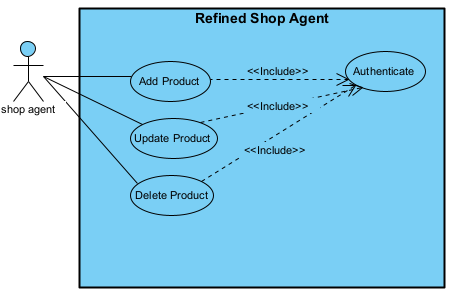 Refined Shop Agent
shop agent
Add Product
<<Include>>
Authenticate
Update Product
<<Include>>
Delete Product
<<Include>>